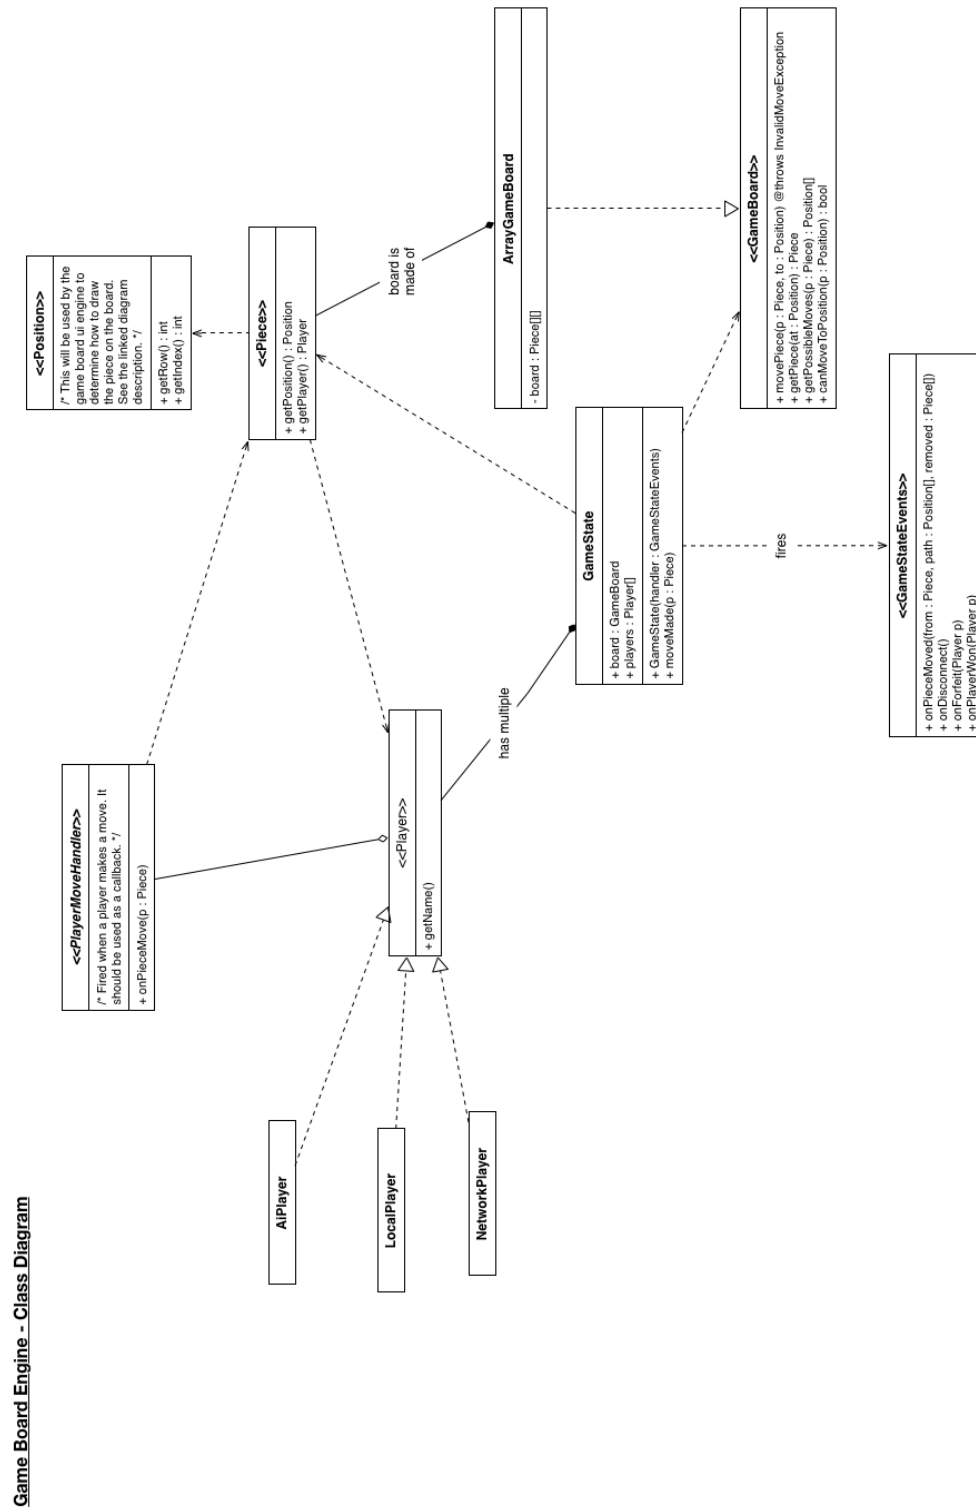 Game Board Engine - Class Diagram
<<PlayerMoveHandler>>
/* Fired when a player makes a move. It
should be used as a callback. */
+ onPieceMove(p : Piece)
<<Position>>
/* This will be used by the
game board ui engine to
determine how to draw
the piece on the board.
See the linked diagram
description. */
+ getRow() : int
+ getIndex() : int
AiPlayer
<<Piece>>
+ getPosition() : Position
+ getPlayer() : Player
LocalPlayer
<<Player>>
+ getName()
board is
made of
NetworkPlayer
has multiple
ArrayGameBoard
- board : Piece[][]
GameState
+ board : GameBoard
+ players : Player[]
+ GameState(handler : GameStateEvents)
+ moveMade(p : Piece)
<<GameBoard>>
+ movePiece(p : Piece, to : Position) @throws InvalidMoveException
+ getPiece(at : Position) : Piece
+ getPossibleMoves(p : Piece) : Position[]
+ canMoveToPosition(p : Position) : bool
fires
<<GameStateEvents>>
+ onPieceMoved(from : Piece, path : Position[], removed : Piece[])
+ onDisconnect()
+ onForfeit(Player p)
+ onPlayerWon(Player p)